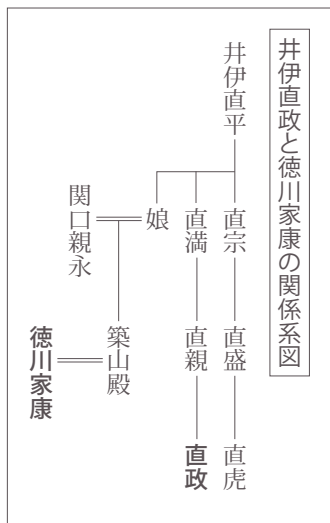 井伊直政と徳川家康の関係系図
井伊直平
直宗
直盛
直虎
直満
直親
直政
娘
関口親永
築山殿
徳川家康